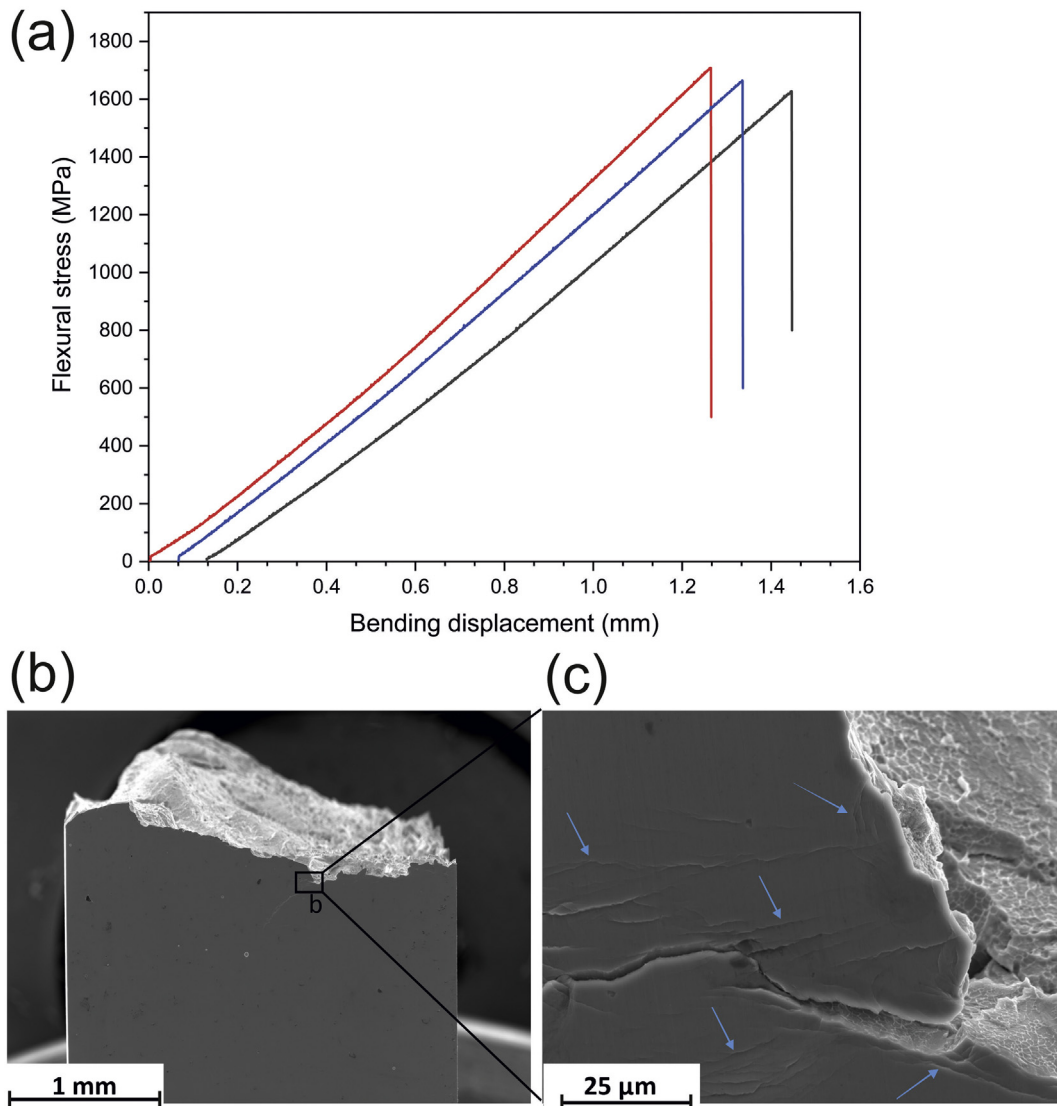 (a)
1800
1600
1400
1200
1000
800
600
400
200
0
Flexural stress (MPa)
0.0 0.2 0.4 0.6 0.8 1.0 1.2 1.4 1.6
Bending displacement (mm)
(b)
(c)
b
1 mm
25 µm